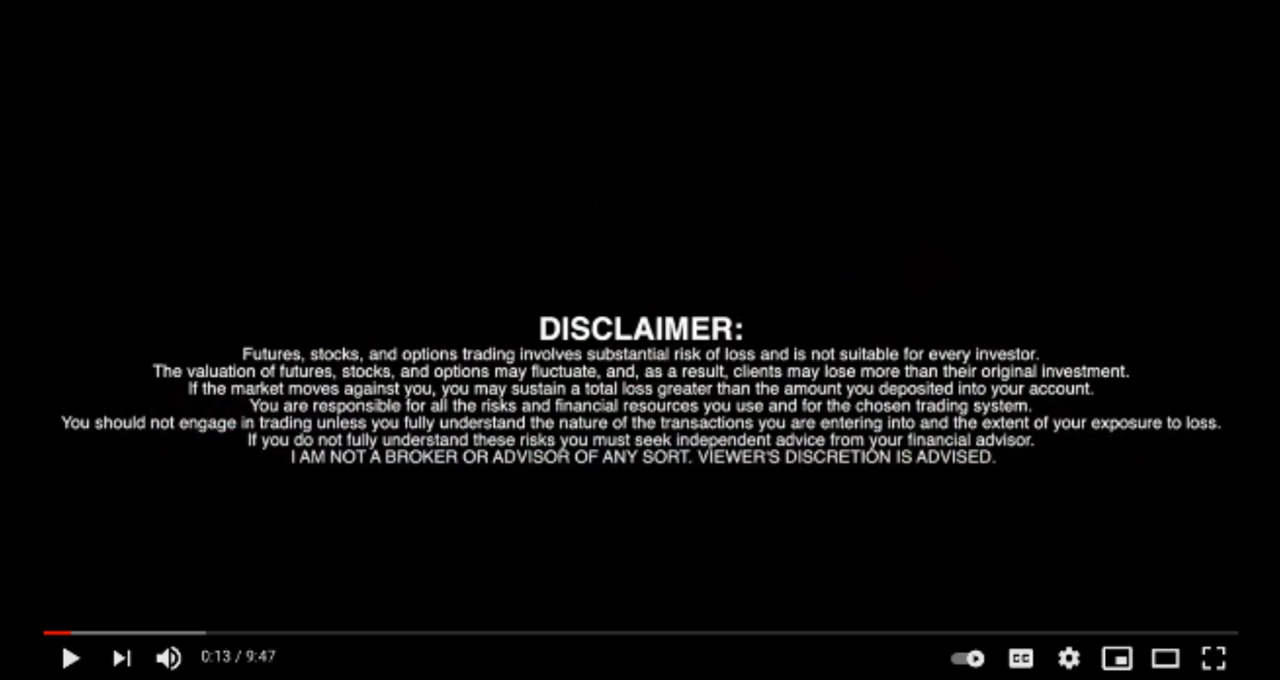 DISCLAIMER:
Futures, stocks, and options trading involves substantial risk of loss and is not suitable for every investor.
The valuation of futures, stocks, and options may fluctuate, and, as a result, clients may lose more than their original investment.
If the market moves against you, you may sustain a total loss greater than the amount you deposited into your account.
You are responsible for all the risks and financial resources you use and for the chosen trading system.
You should not engage in trading unless you fully understand the nature of the transactions you are entering into and the extent of your exposure to loss.
If you do not fully understand these risks you must seek independent advice from your financial advisor.
I AM NOT A BROKER OR ADVISOR OF ANY SORT. VIEWER'S DISCRETION IS ADVISED.
0:13 / 9:47 CC